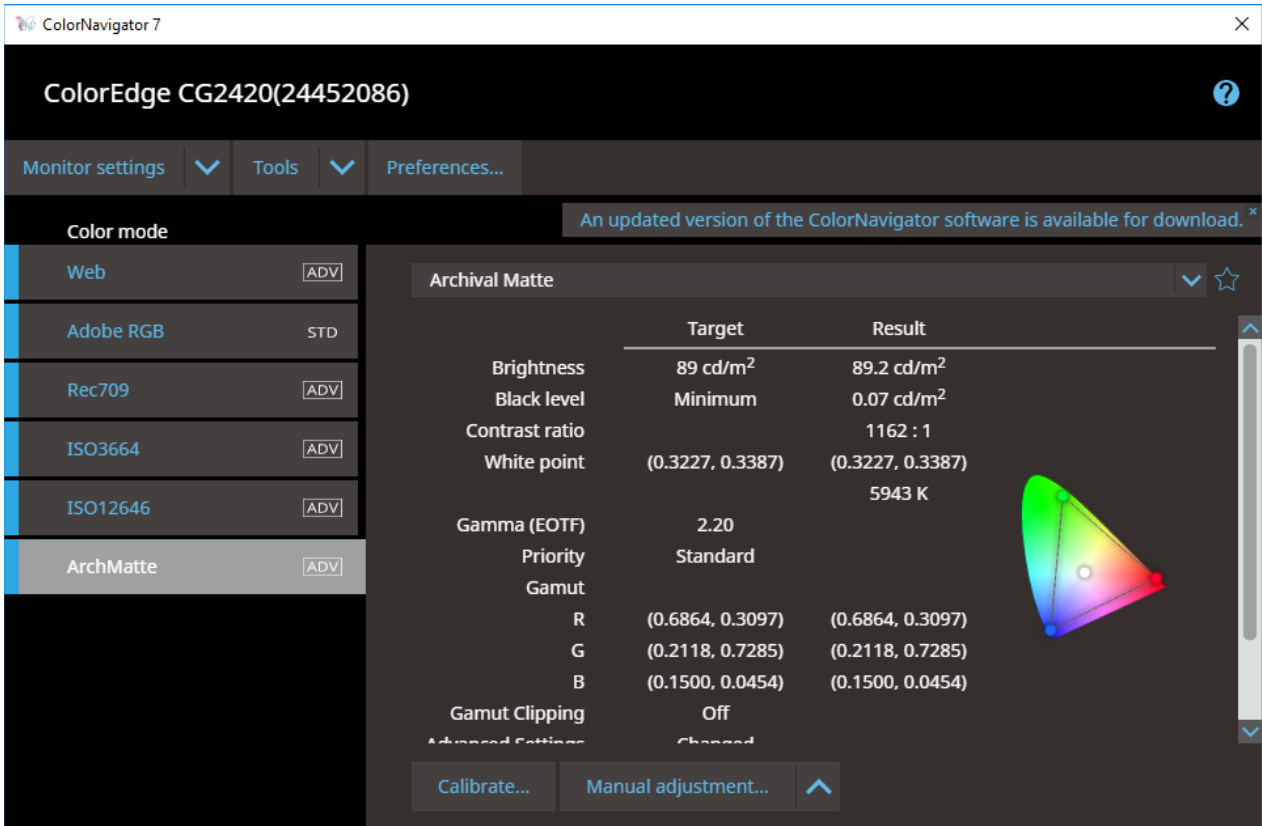 ColorNavigator 7
ColorEdge CG2420(24452086)
Monitor settings Tools Preferences...
An updated version of the ColorNavigator software is available for download.
Color mode
Web ADV
Adobe RGB STD
Rec709 ADV
ISO3664 ADV
ISO12646 ADV
ArchMatte ADV
Archival Matte
Target Result
Brightness 89 cd/m² 89.2 cd/m²
Black level Minimum 0.07 cd/m²
Contrast ratio 1162 : 1
White point (0.3227, 0.3387) (0.3227, 0.3387)
5943 K
Gamma (EOTF) 2.20
Priority Standard
Gamut
R (0.6864, 0.3097) (0.6864, 0.3097)
G (0.2118, 0.7285) (0.2118, 0.7285)
B (0.1500, 0.0454) (0.1500, 0.0454)
Gamut Clipping Off
Advanced Settings Changed
Calibrate... Manual adjustment...